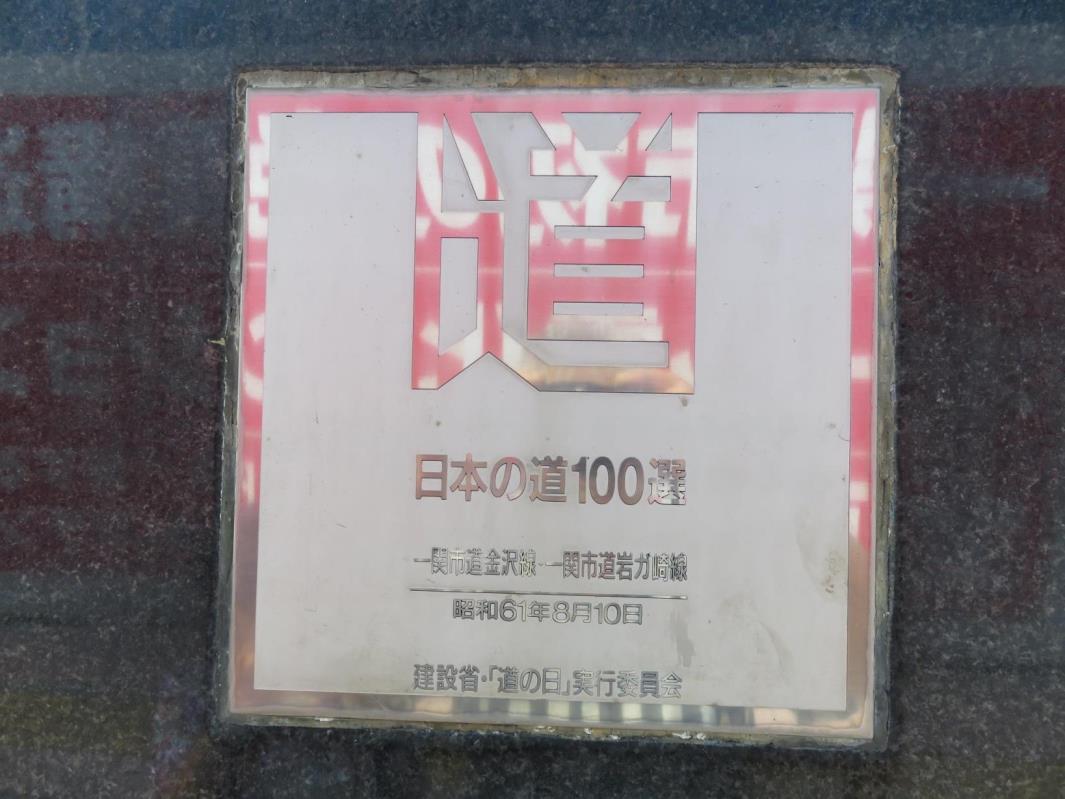 道
日本の道100選
一関市道金沢線・一関市道岩ガ崎線
昭和61年8月10日
建設省・「道の日」実行委員会